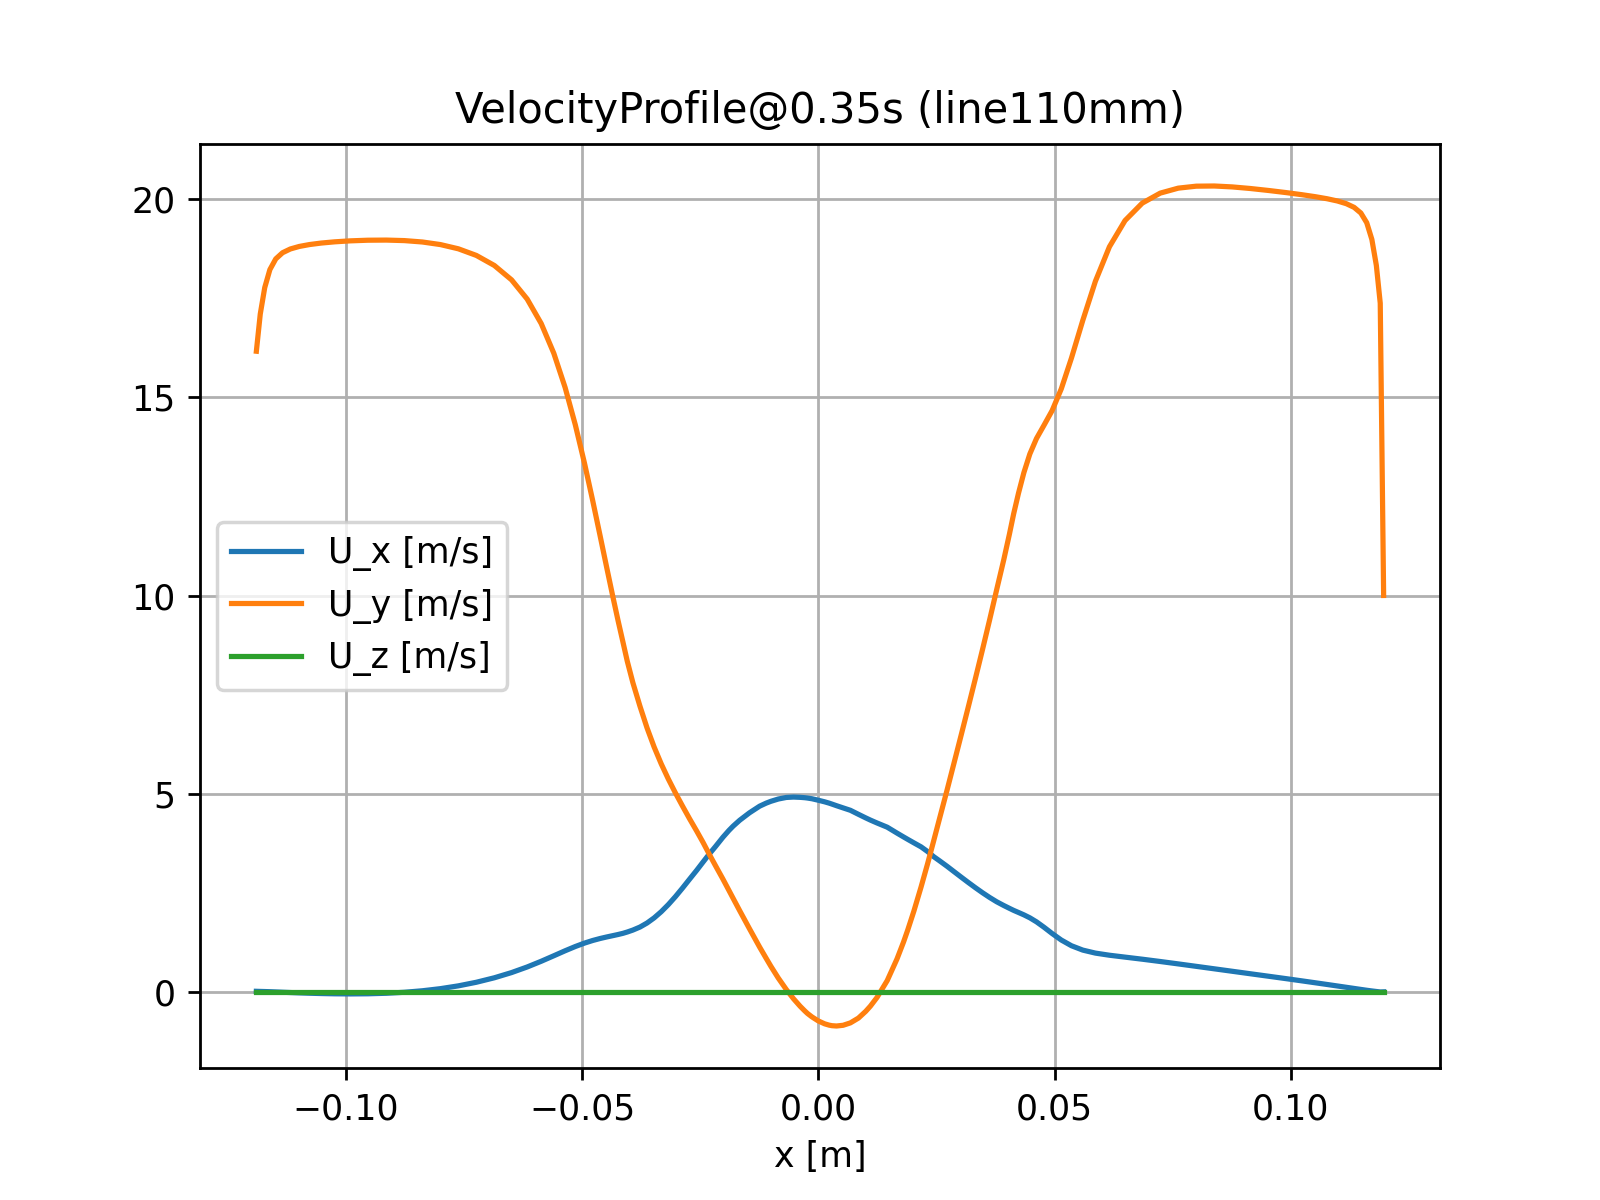 VelocityProfile@0.35s (line110mm)
20
15
10
5
0
U_x [m/s]
U_y [m/s]
U_z [m/s]
−0.10 −0.05 0.00 0.05 0.10
x [m]